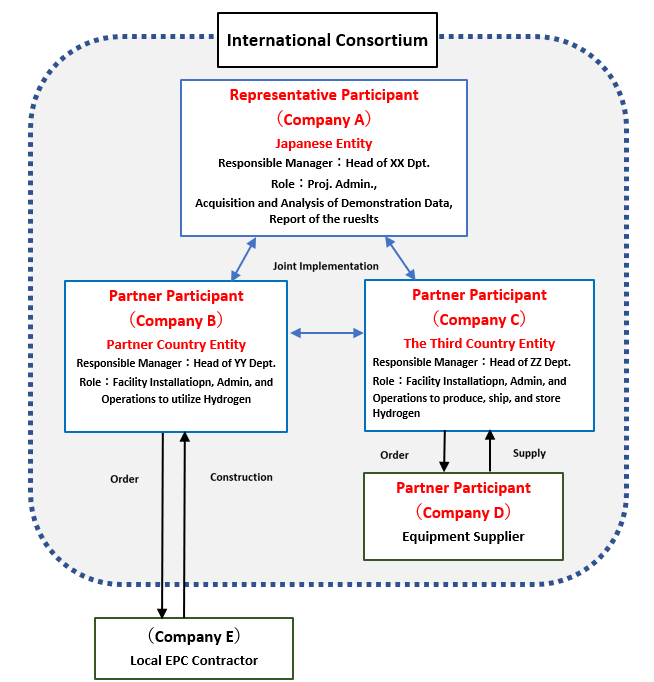 International Consortium
Representative Participant
（Company A）
Japanese Entity
Responsible Manager：Head of XX Dpt.
Role：Proj. Admin.,
Acquisition and Analysis of Demonstration Data,
Report of the rueslts
Joint Implementation
Partner Participant
（Company B）
Partner Country Entity
Responsible Manager：Head of YY Dept.
Role：Facility Installatiopn, Admin, and
Operations to utilize Hydrogen
Partner Participant
（Company C）
The Third Country Entity
Responsible Manager：Head of ZZ Dept.
Role：Facility Installatiopn, Admin, and
Operations to produce, ship, and store
Hydrogen
Order
Construction
Order
Supply
Partner Participant
（Company D）
Equipment Supplier
（Company E）
Local EPC Contractor